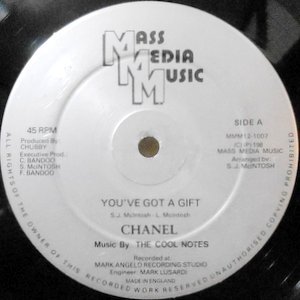 MASS
MEDIA
MUSIC
45 RPM
SIDE A
Produced By:
CHUBBY
Executive Prod.:
C. BANDOO
S. McINTOSH
F. BANDOO
MMM12-1007
MASS MEDIA MUSIC
Arranged by:
S. J. McINTOSH
YOU'VE GOT A GIFT
S.J. McIntosh - L. McIntosh
CHANEL
Music By: THE COOL NOTES
Recorded at:
MARK ANGELO RECORDING STUDIO
Engineer: MARK LUSARDI
MADE IN ENGLAND
ALL RIGHTS OF THE OWNER OF THIS RECORDED WORK RESERVED UNAUTHORISED COPYING